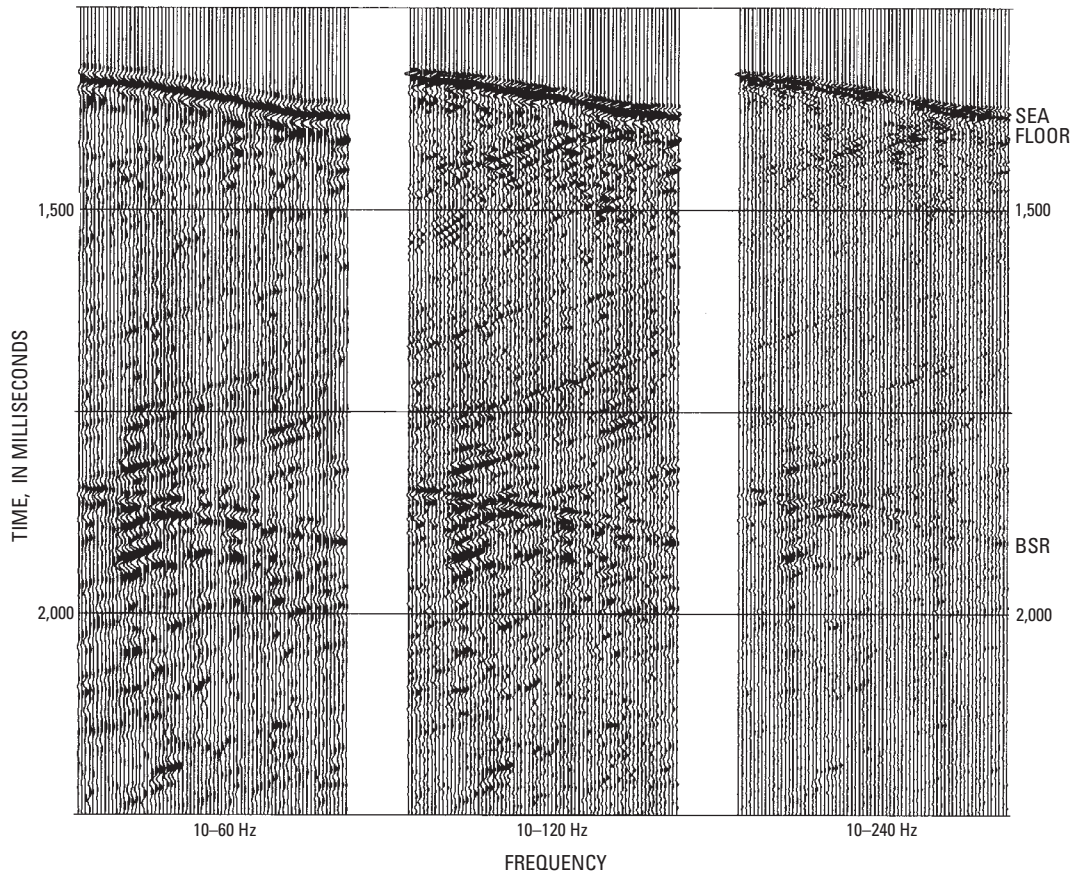 SEA
FLOOR
1,500
1,500
TIME, IN MILLISECONDS
BSR
2,000
2,000
10–60 Hz
10–120 Hz
10–240 Hz
FREQUENCY